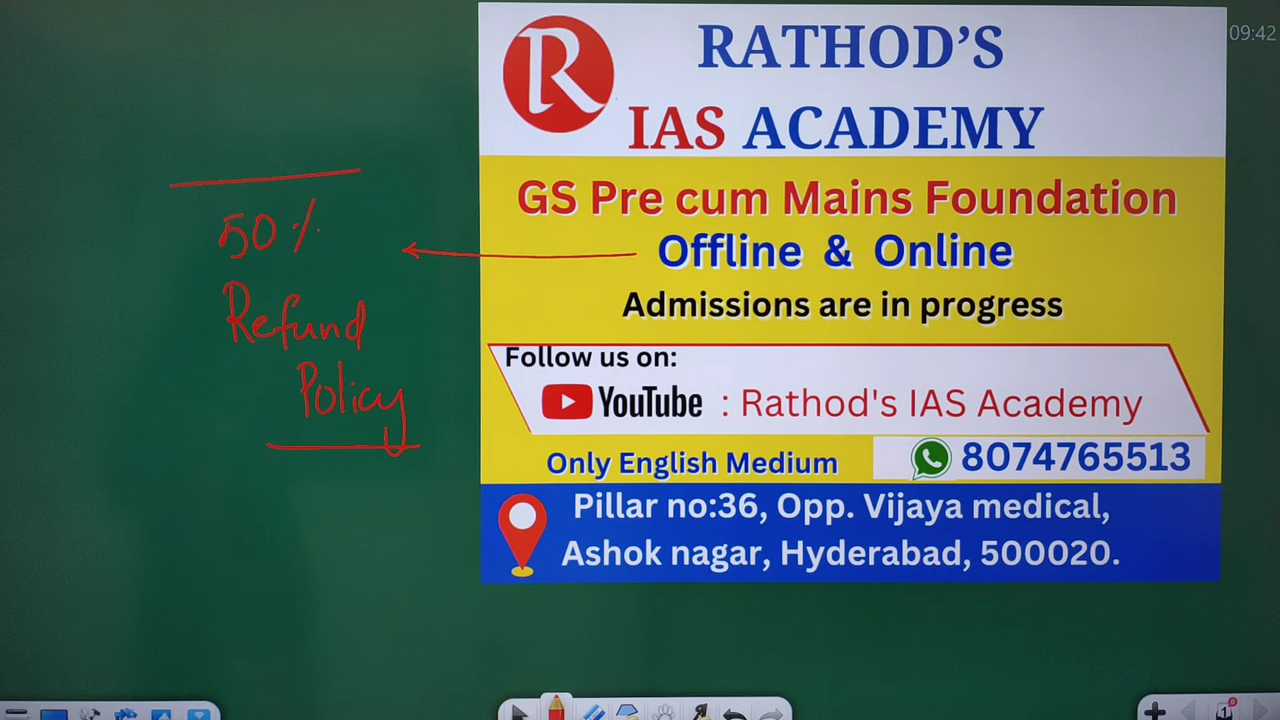 R
RATHOD'S
IAS ACADEMY
GS Pre cum Mains Foundation
Offline & Online
Admissions are in progress
Follow us on:
YouTube : Rathod's IAS Academy
Only English Medium
8074765513
Pillar no:36, Opp. Vijaya medical,
Ashok nagar, Hyderabad, 500020.
50%
Refund
Policy
09:42
1